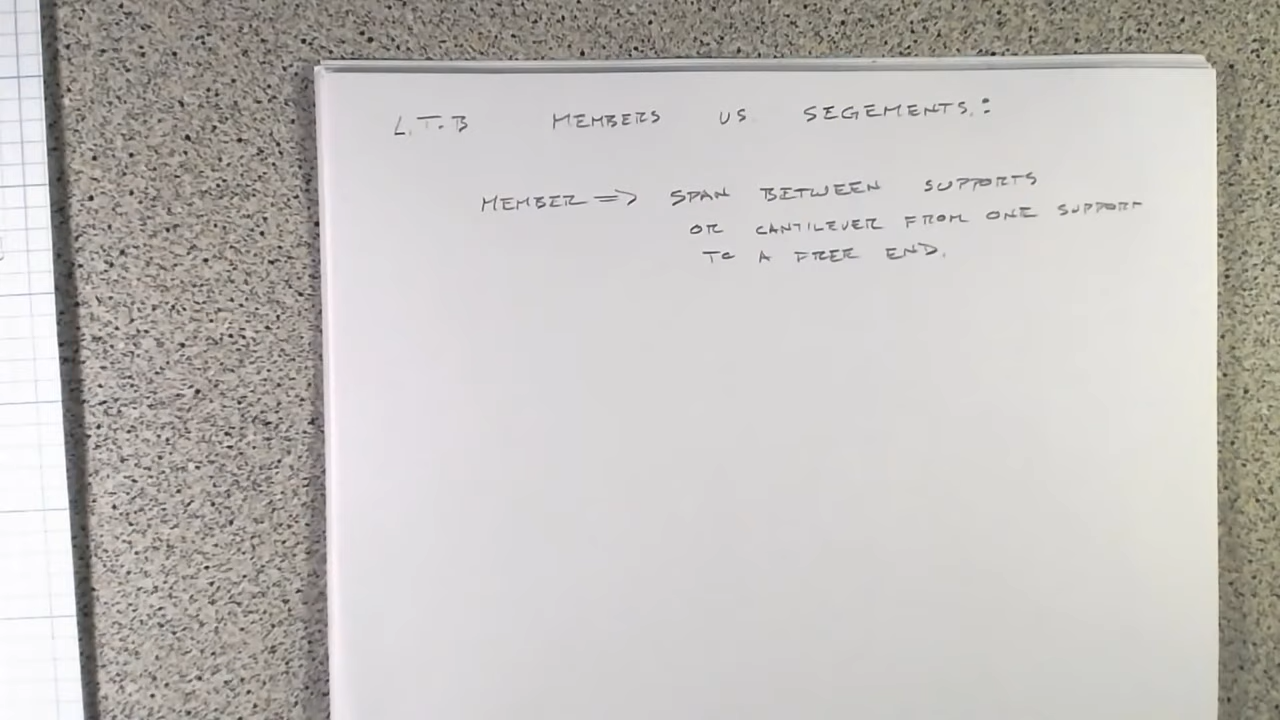 L.T.B MEMBERS VS SEGEMENTS.:
MEMBER => SPAN BETWEEN SUPPORTS
OR CANTILEVER FROM ONE SUPPORT
TO A FREE END.